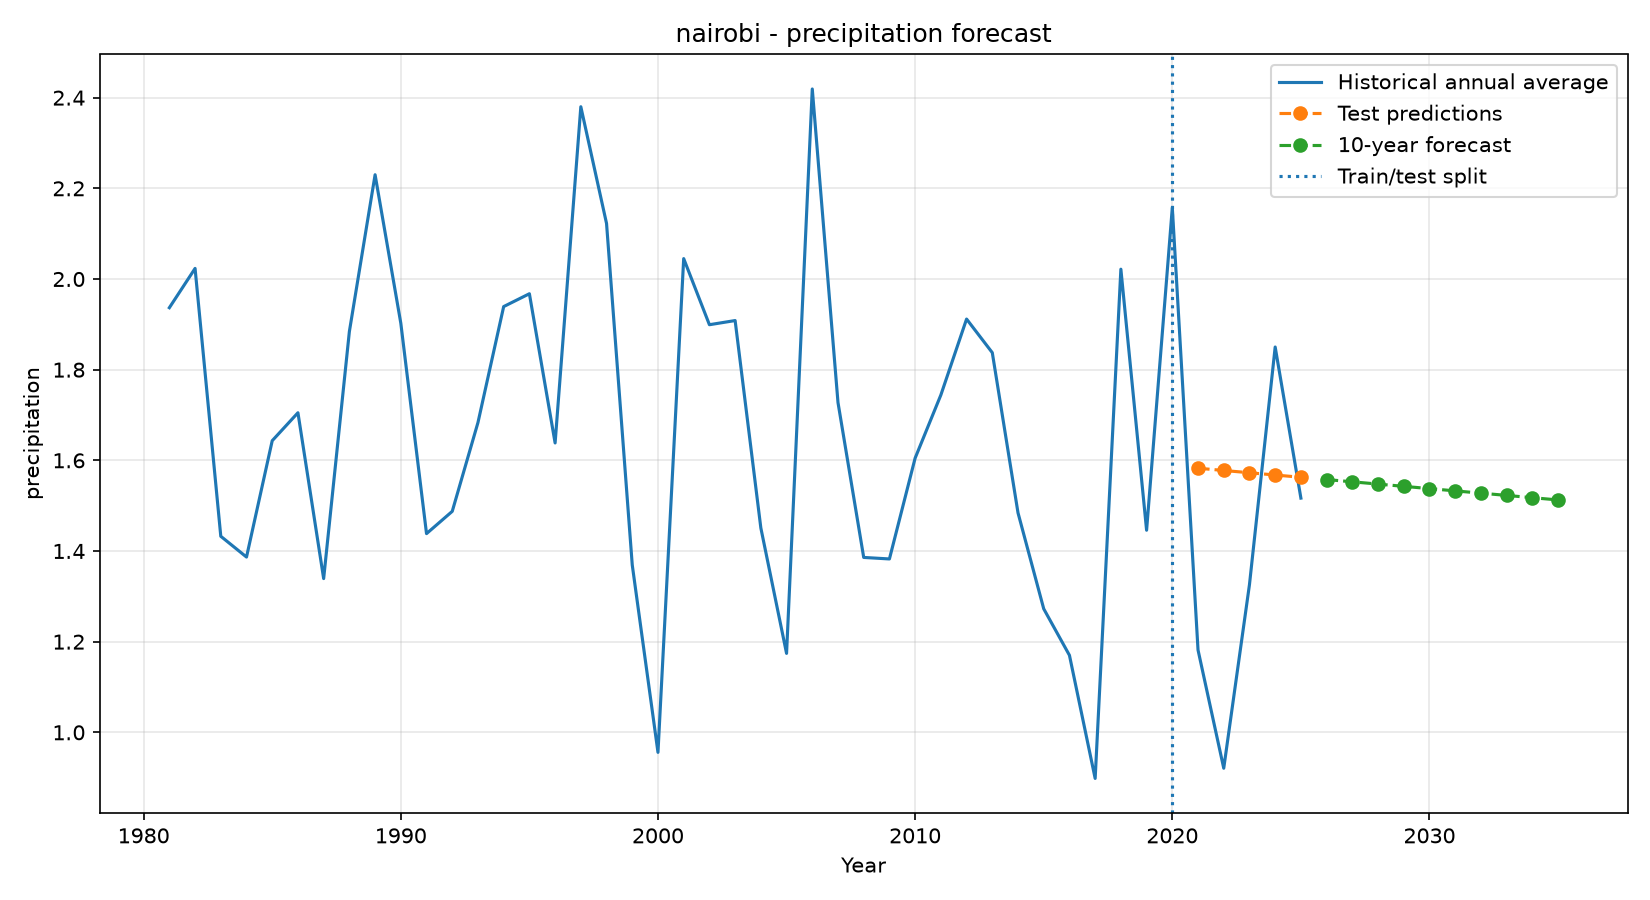 nairobi - precipitation forecast
Historical annual average
Test predictions
10-year forecast
Train/test split
precipitation
2.4
2.2
2.0
1.8
1.6
1.4
1.2
1.0
1980 1990 2000 2010 2020 2030
Year